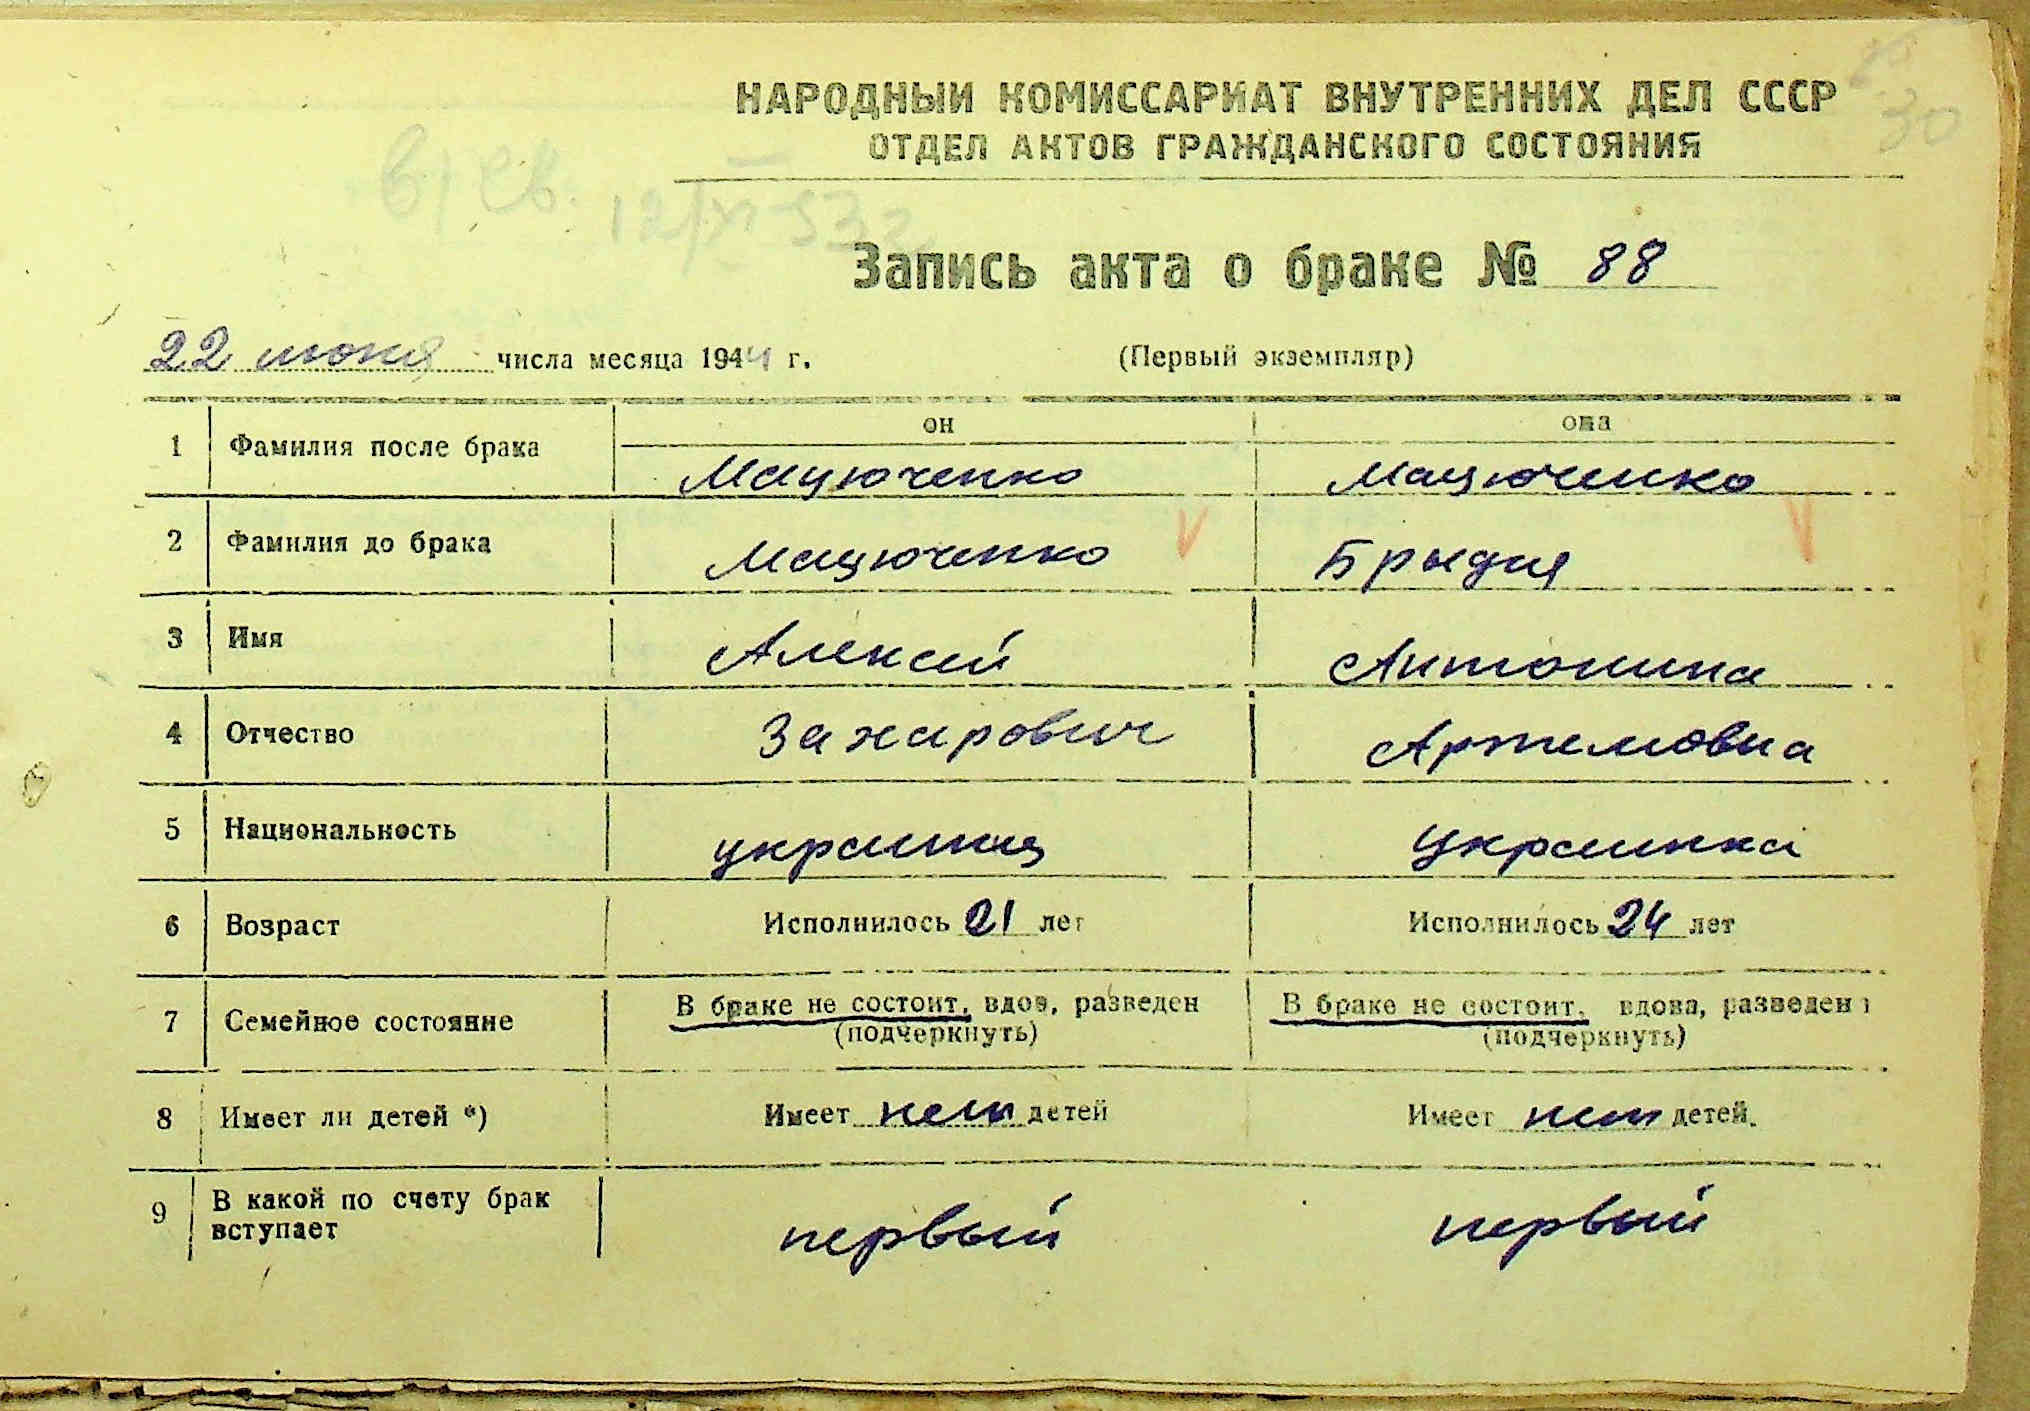 30
НАРОДНЫЙ КОМИССАРИАТ ВНУТРЕННИХ ДЕЛ СССР
ОТДЕЛ АКТОВ ГРАЖДАНСКОГО СОСТОЯНИЯ
в/св.
Запись акта о браке № 88
22 июня числа месяца 1944 г. (Первый экземпляр)
он она
1 Фамилия после брака Мацюченко Мацюченко
2 Фамилия до брака Мацюченко Брыдня
3 Имя Алексей Антонина
4 Отчество Захарович Артемовна
5 Национальность украинец украинка
6 Возраст Исполнилось 21 лет Исполнилось 24 лет
7 Семейное состояние В браке не состоит, вдов, разведен В браке не состоит, вдова, разведена
(подчеркнуть) (подчеркнуть)
8 Имеет ли детей *) Имеет нет детей Имеет нет детей.
9 В какой по счету брак
вступает первый первый